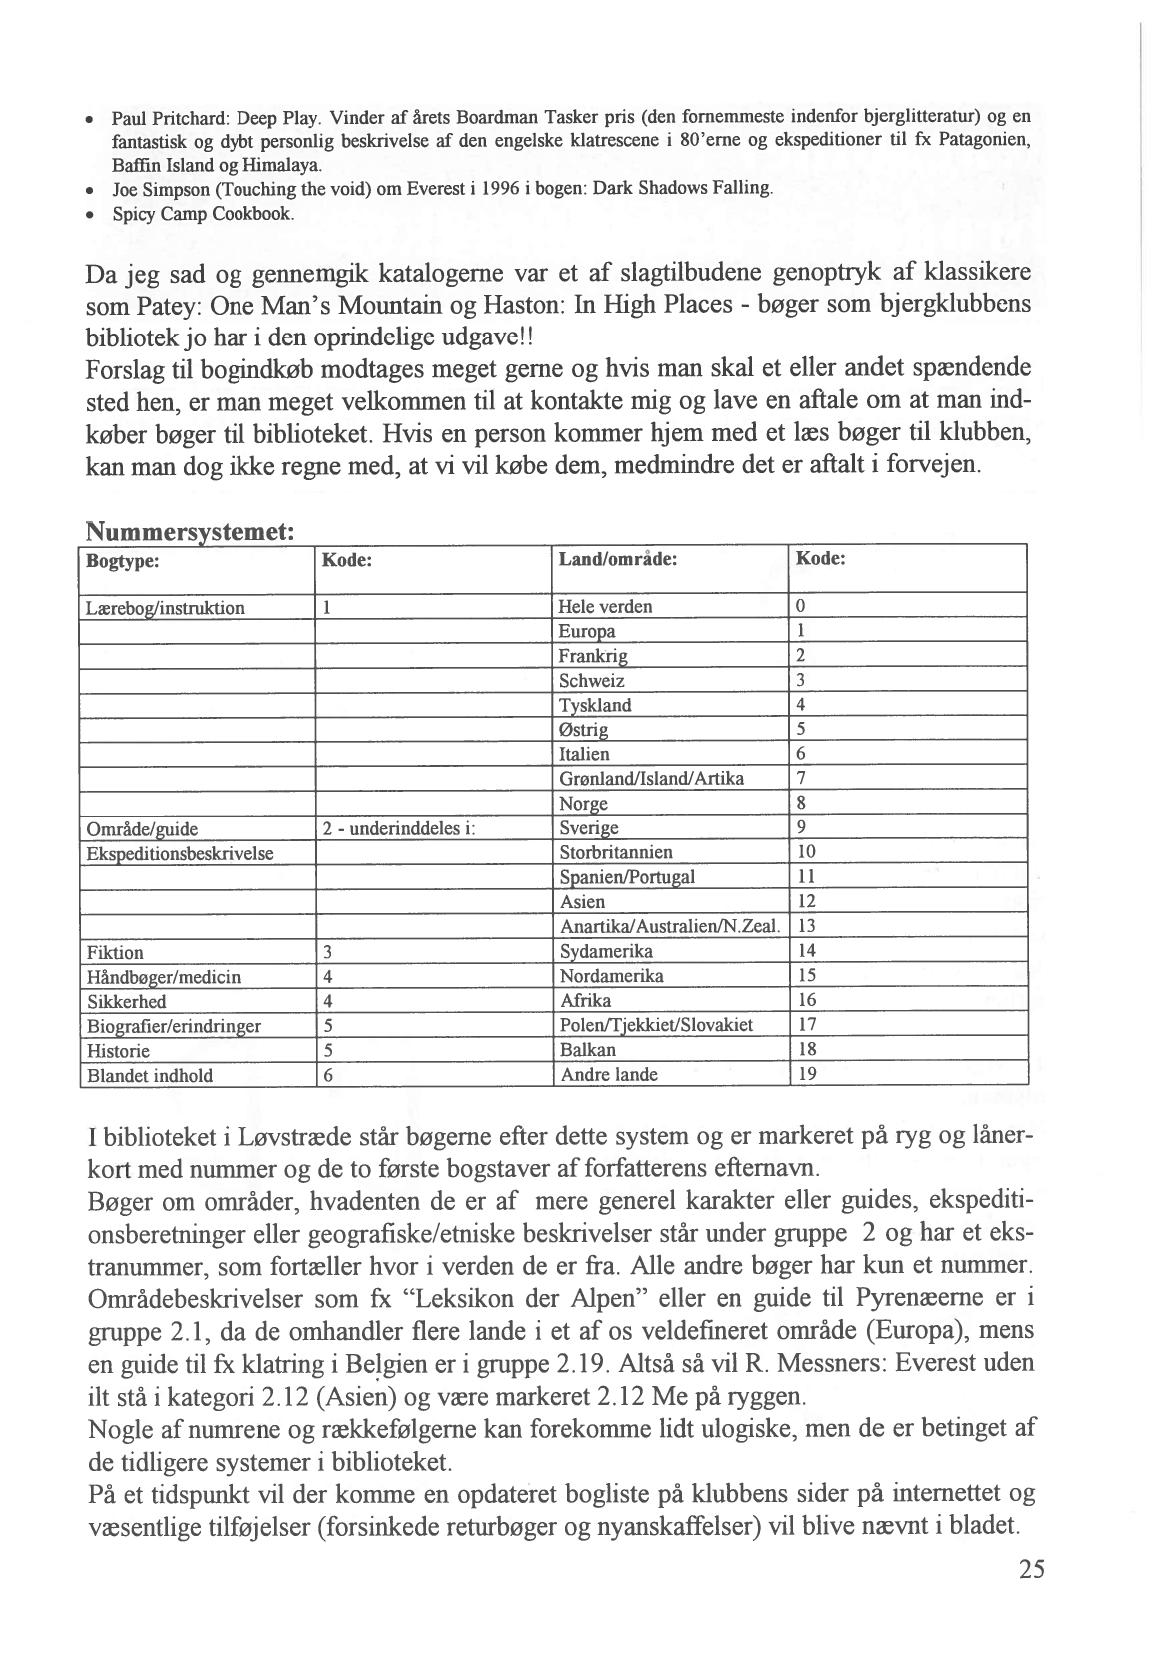 • Paul Pritchard: Deep Play. Vinder af årets Boardman Tasker pris (den fornemmeste indenfor bjerglitteratur) og en
fantastisk og dybt personlig beskrivelse af den engelske klatrescene i 80'erne og ekspeditioner til fx Patagonien,
Baffin Island og Himalaya.
• Joe Simpson (Touching the void) om Everest i 1996 i bogen: Dark Shadows Falling.
• Spicy Camp Cookbook.
Da jeg sad og gennemgik katalogerne var et af slagtilbudene genoptryk af klassikere
som Patey: One Man's Mountain og Haston: In High Places - bøger som bjergklubbens
bibliotek jo har i den oprindelige udgave!!
Forslag til bogindkøb modtages meget gerne og hvis man skal et eller andet spændende
sted hen, er man meget velkommen til at kontakte mig og lave en aftale om at man ind-
køber bøger til biblioteket. Hvis en person kommer hjem med et læs bøger til klubben,
kan man dog ikke regne med, at vi vil købe dem, medmindre det er aftalt i forvejen.
Nummersystemet:
Bogtype: Kode: Land/område: Kode:
Lærebog/instruktion 1 Hele verden 0
Europa 1
Frankrig 2
Schweiz 3
Tyskland 4
Østrig 5
Italien 6
Grønland/Island/Artika 7
Norge 8
Område/guide 2 - underinddeles i: Sverige 9
Ekspeditionsbeskrivelse Storbritannien 10
Spanien/Portugal 11
Asien 12
Anartika/Australien/N.Zeal. 13
Fiktion 3 Sydamerika 14
Håndbøger/medicin 4 Nordamerika 15
Sikkerhed 4 Afrika 16
Biografier/erindringer 5 Polen/Tjekkiet/Slovakiet 17
Historie 5 Balkan 18
Blandet indhold 6 Andre lande 19
I biblioteket i Løvstræde står bøgerne efter dette system og er markeret på ryg og låner-
kort med nummer og de to første bogstaver af forfatterens efternavn.
Bøger om områder, hvadenten de er af mere generel karakter eller guides, ekspediti-
onsberetninger eller geografiske/etniske beskrivelser står under gruppe 2 og har et eks-
tranummer, som fortæller hvor i verden de er fra. Alle andre bøger har kun et nummer.
Områdebeskrivelser som fx "Leksikon der Alpen" eller en guide til Pyrenæerne er i
gruppe 2.1, da de omhandler flere lande i et af os veldefineret område (Europa), mens
en guide til fx klatring i Belgien er i gruppe 2.19. Altså så vil R. Messners: Everest uden
ilt stå i kategori 2.12 (Asien) og være markeret 2.12 Me på ryggen.
Nogle af numrene og rækkefølgerne kan forekomme lidt ulogiske, men de er betinget af
de tidligere systemer i biblioteket.
På et tidspunkt vil der komme en opdateret bogliste på klubbens sider på internettet og
væsentlige tilføjelser (forsinkede returbøger og nyanskaffelser) vil blive nævnt i bladet.
25